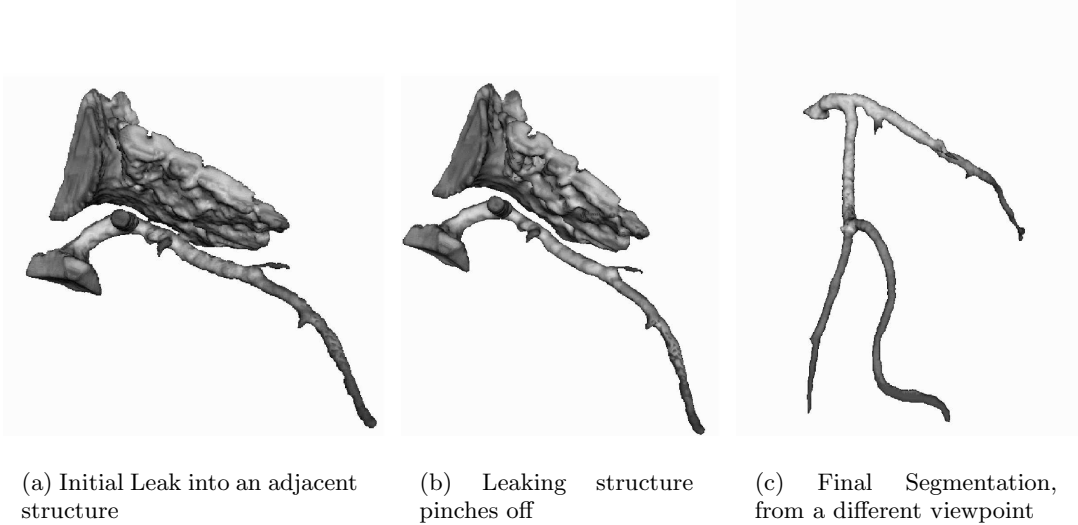 (a) Initial Leak into an adjacent
structure
(b) Leaking structure
pinches off
(c) Final Segmentation,
from a different viewpoint